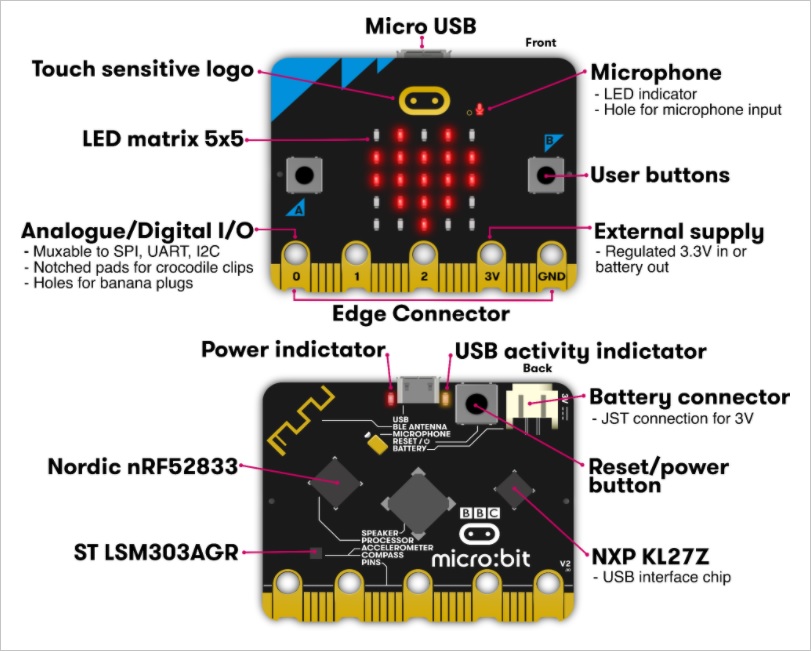 Micro USB
Front
Touch sensitive logo
Microphone
- LED indicator
- Hole for microphone input
LED matrix 5x5
B
User buttons
A
Analogue/Digital I/O
- Muxable to SPI, UART, I2C
- Notched pads for crocodile clips
- Holes for banana plugs
External supply
- Regulated 3.3V in or
battery out
0 1 2 3V GND
Edge Connector
Power indictator
USB activity indictator
Back
Battery connector
- JST connection for 3V
3V
USB
BLE ANTENNA
MICROPHONE
RESET /
BATTERY
Nordic nRF52833
Reset/power
button
BBC
micro:bit
SPEAKER
PROCESSOR
ACCELEROMETER
COMPASS
PINS
ST LSM303AGR
NXP KL27Z
- USB interface chip
V2